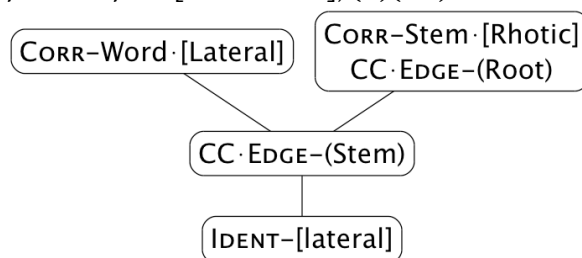 Corr–Word·[Lateral]
Corr–Stem·[Rhotic]
CC·Edge–(Root)
CC·Edge–(Stem)
Ident–[lateral]